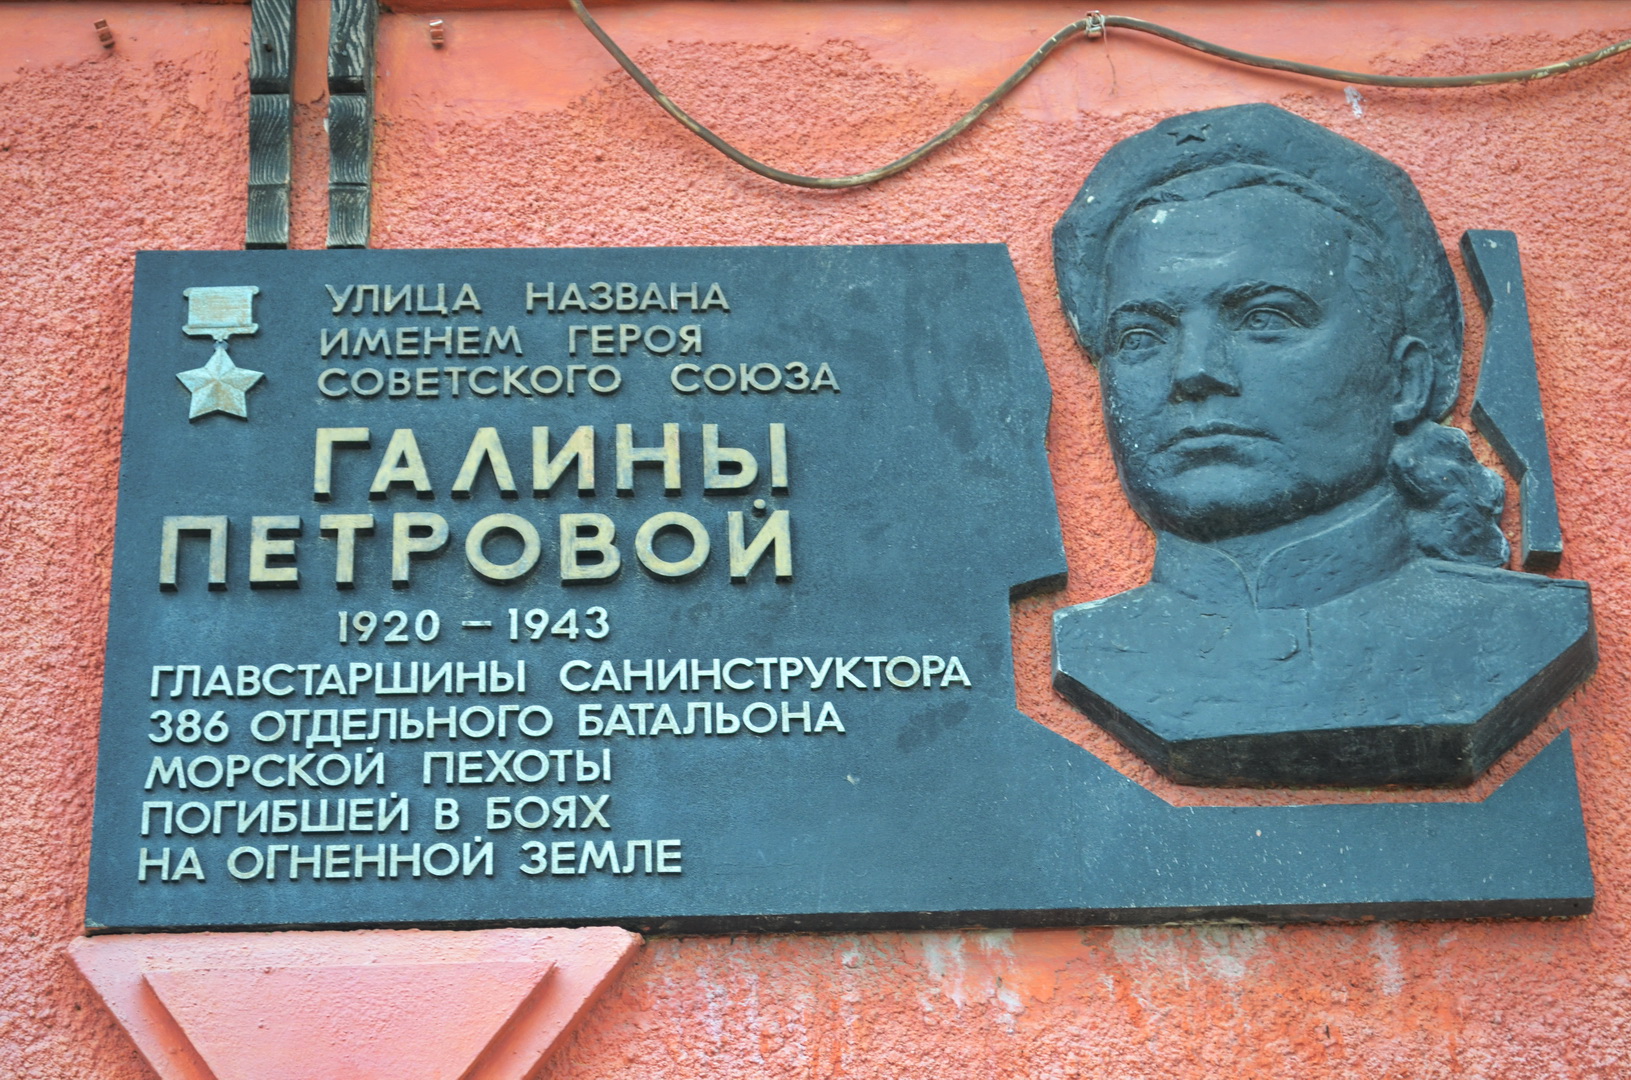 УЛИЦА НАЗВАНА
ИМЕНЕМ ГЕРОЯ
СОВЕТСКОГО СОЮЗА
ГАЛИНЫ
ПЕТРОВОЙ
1920 – 1943
ГЛАВСТАРШИНЫ САНИНСТРУКТОРА
386 ОТДЕЛЬНОГО БАТАЛЬОНА
МОРСКОЙ ПЕХОТЫ
ПОГИБШЕЙ В БОЯХ
НА ОГНЕННОЙ ЗЕМЛЕ